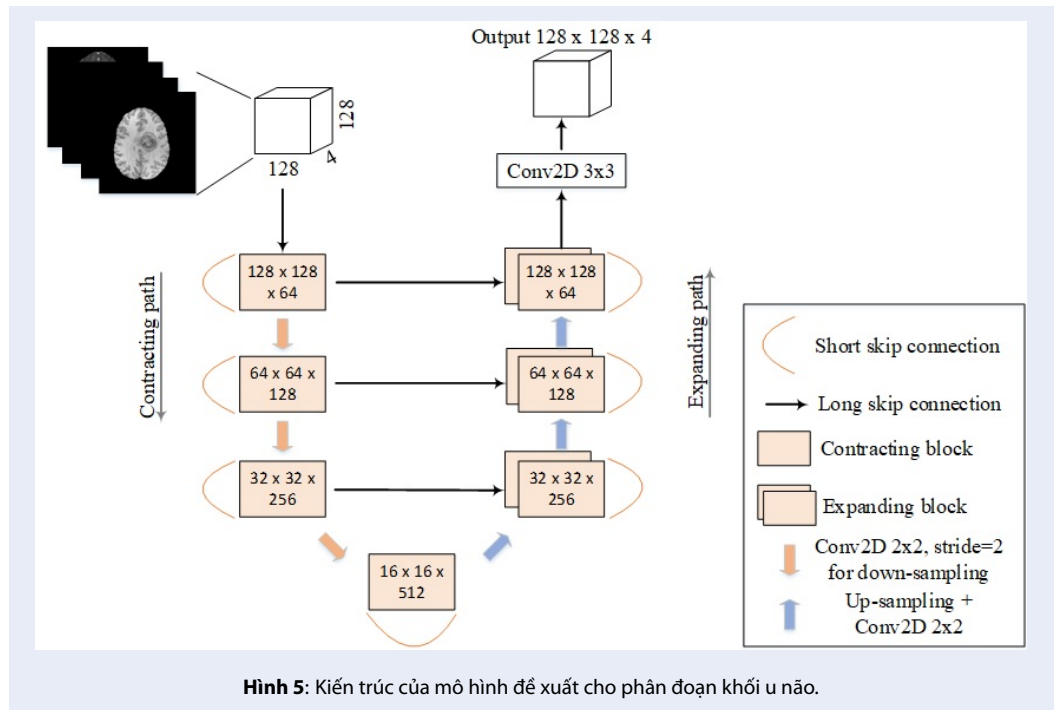 Output 128 x 128 x 4
128
4
128
Conv2D 3x3
Contracting path
128 x 128
x 64
128 x 128
x 64
Expanding path
64 x 64 x
128
64 x 64 x
128
32 x 32 x
256
32 x 32 x
256
16 x 16 x
512
Short skip connection
Long skip connection
Contracting block
Expanding block
Conv2D 2x2, stride=2
for down-sampling
Up-sampling +
Conv2D 2x2
Hình 5: Kiến trúc của mô hình đề xuất cho phân đoạn khối u não.